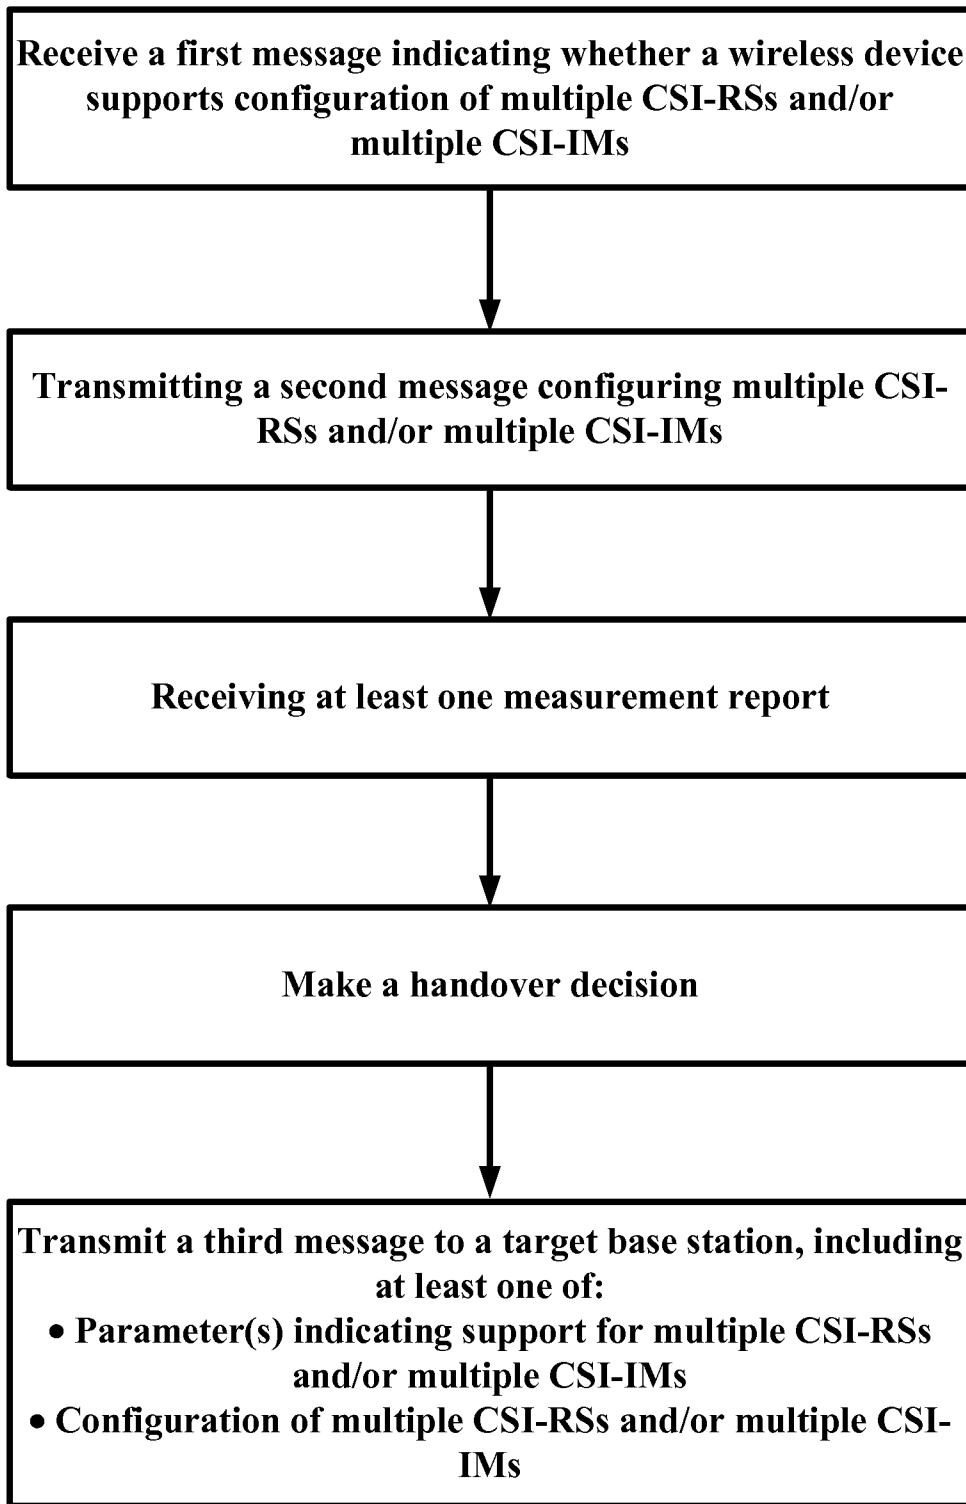 Receive a first message indicating whether a wireless device
supports configuration of multiple CSI-RSs and/or
multiple CSI-IMs
Transmitting a second message configuring multiple CSI-
RSs and/or multiple CSI-IMs
Receiving at least one measurement report
Make a handover decision
Transmit a third message to a target base station, including
at least one of:
• Parameter(s) indicating support for multiple CSI-RSs
and/or multiple CSI-IMs
• Configuration of multiple CSI-RSs and/or multiple CSI-
IMs